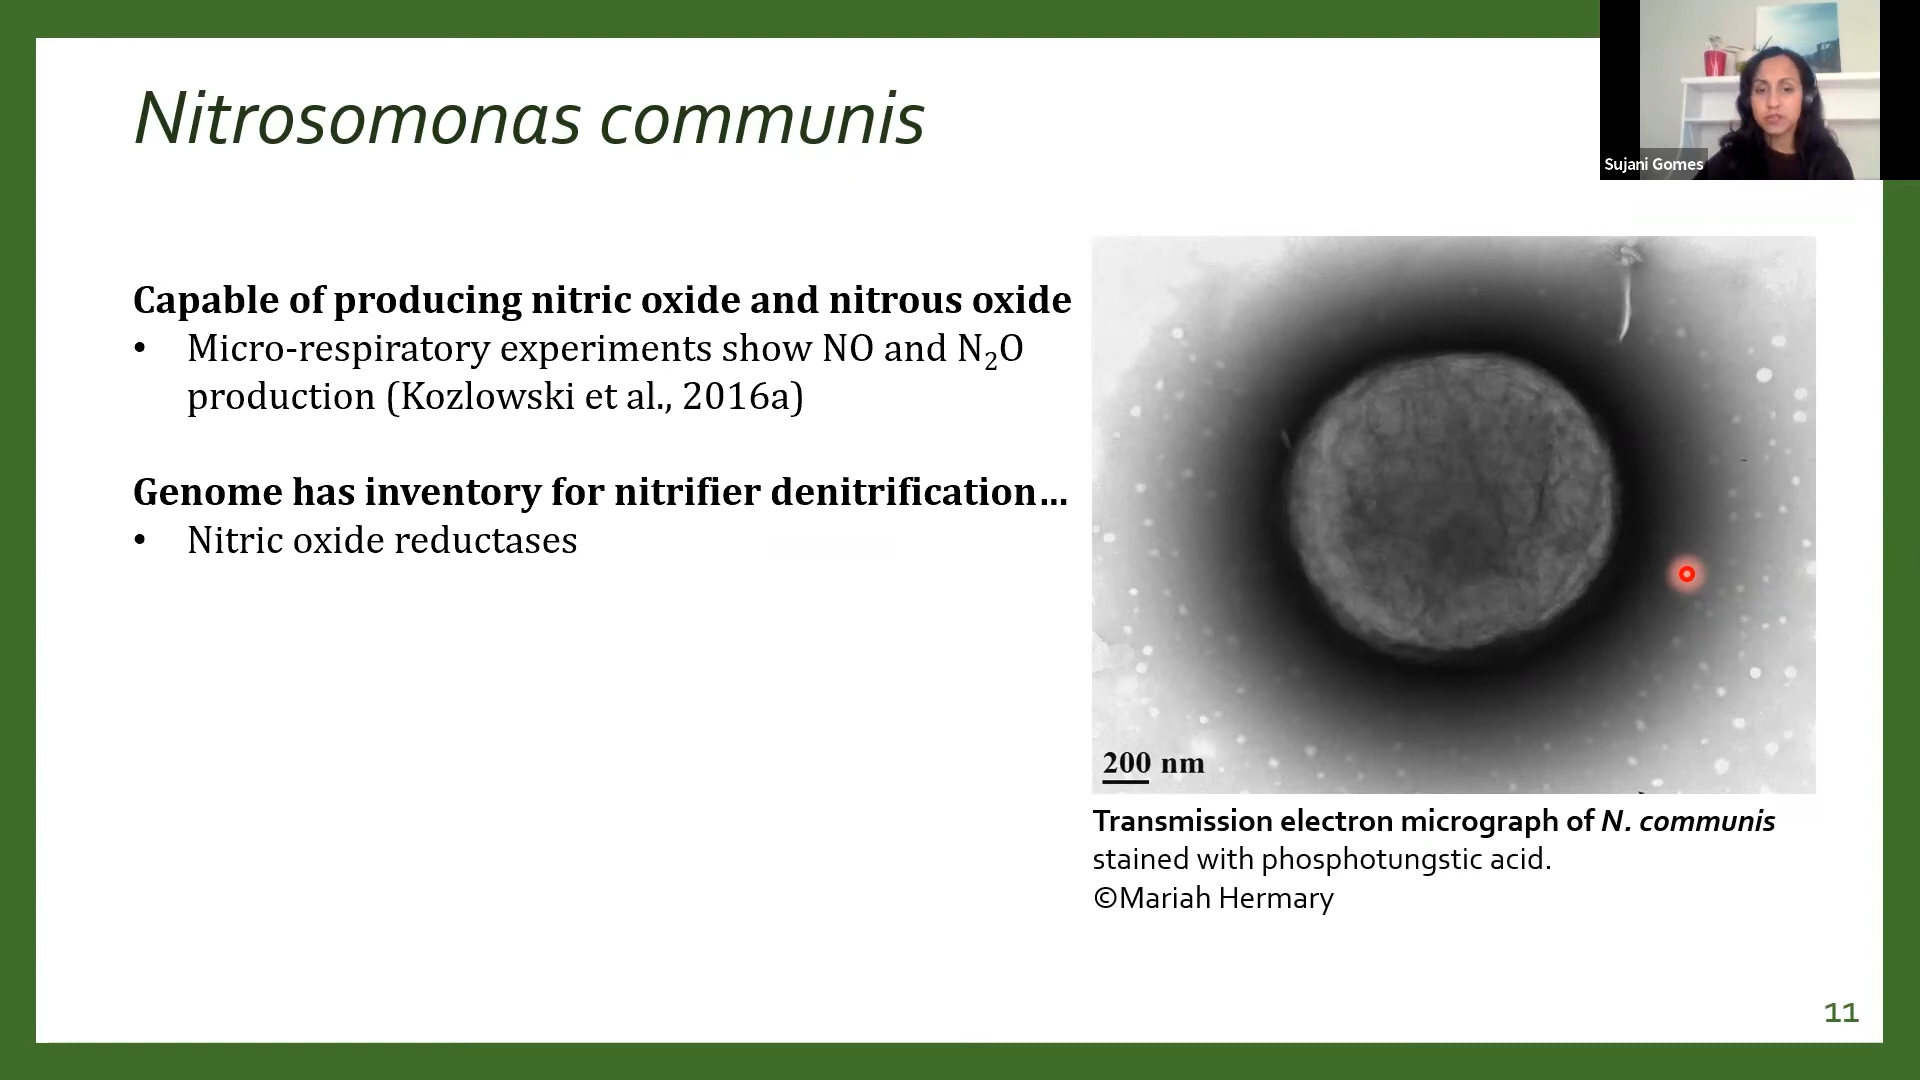 Nitrosomonas communis
Sujani Gomes
Capable of producing nitric oxide and nitrous oxide
• Micro-respiratory experiments show NO and N₂O
production (Kozlowski et al., 2016a)
Genome has inventory for nitrifier denitrification...
• Nitric oxide reductases
200 nm
Transmission electron micrograph of N. communis
stained with phosphotungstic acid.
©Mariah Hermary
11